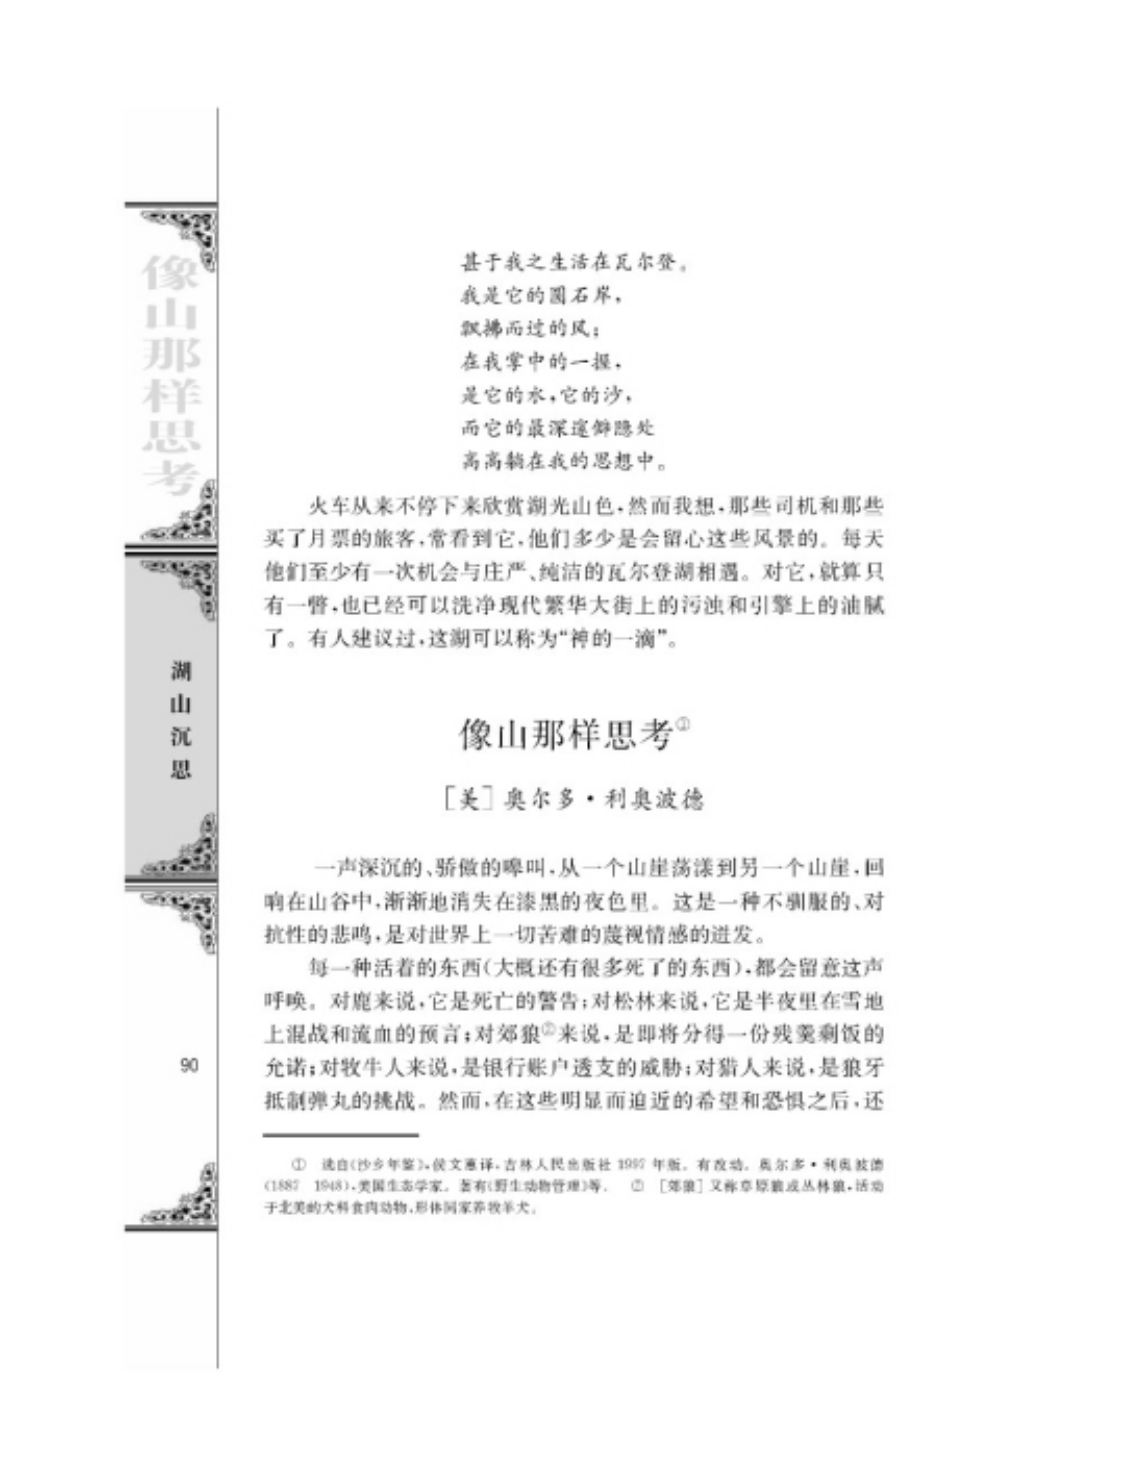 像山那样思考
湖山沉思
90
甚于我之生活在瓦尔登。
我是它的圆石岸，
飘拂而过的风；
在我掌中的一握，
是它的水，它的沙，
而它的最深邃僻隐处
高高躺在我的思想中。
火车从来不停下来欣赏湖光山色，然而我想，那些司机和那些
买了月票的旅客，常看到它，他们多少是会留心这些风景的。每天
他们至少有一次机会与庄严、纯洁的瓦尔登湖相遇。对它，就算只
有一瞥，也已经可以洗净现代繁华大街上的污浊和引擎上的油腻
了。有人建议过，这湖可以称为“神的一滴”。
像山那样思考①
［美］奥尔多·利奥波德
一声深沉的、骄傲的嗥叫，从一个山崖荡漾到另一个山崖，回
响在山谷中，渐渐地消失在漆黑的夜色里。这是一种不驯服的、对
抗性的悲鸣，是对世界上一切苦难的蔑视情感的迸发。
每一种活着的东西（大概还有很多死了的东西），都会留意这声
呼唤。对鹿来说，它是死亡的警告；对松林来说，它是半夜里在雪地
上混战和流血的预言；对郊狼②来说，是即将分得一份残羹剩饭的
允诺；对牧牛人来说，是银行账户透支的威胁；对猎人来说，是狼牙
抵制弹丸的挑战。然而，在这些明显而迫近的希望和恐惧之后，还
① 选自《沙乡年鉴》，侯文蕙译，吉林人民出版社 1997 年版。有改动。奥尔多·利奥波德
（1887 1948），美国生态学家。著有《野生动物管理》等。 ② ［郊狼］又称草原狼或丛林狼，活动
于北美的犬科食肉动物，形体同家养牧羊犬。